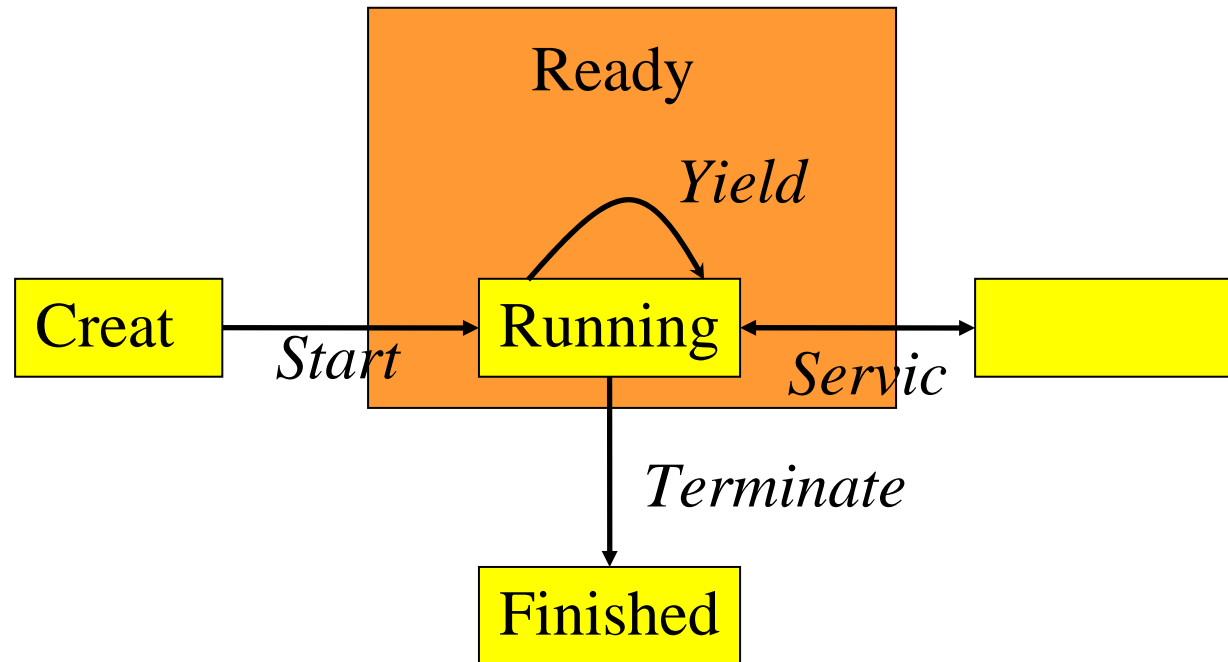 Ready
Yield
Creat
Running
Start
Servic
Terminate
Finished